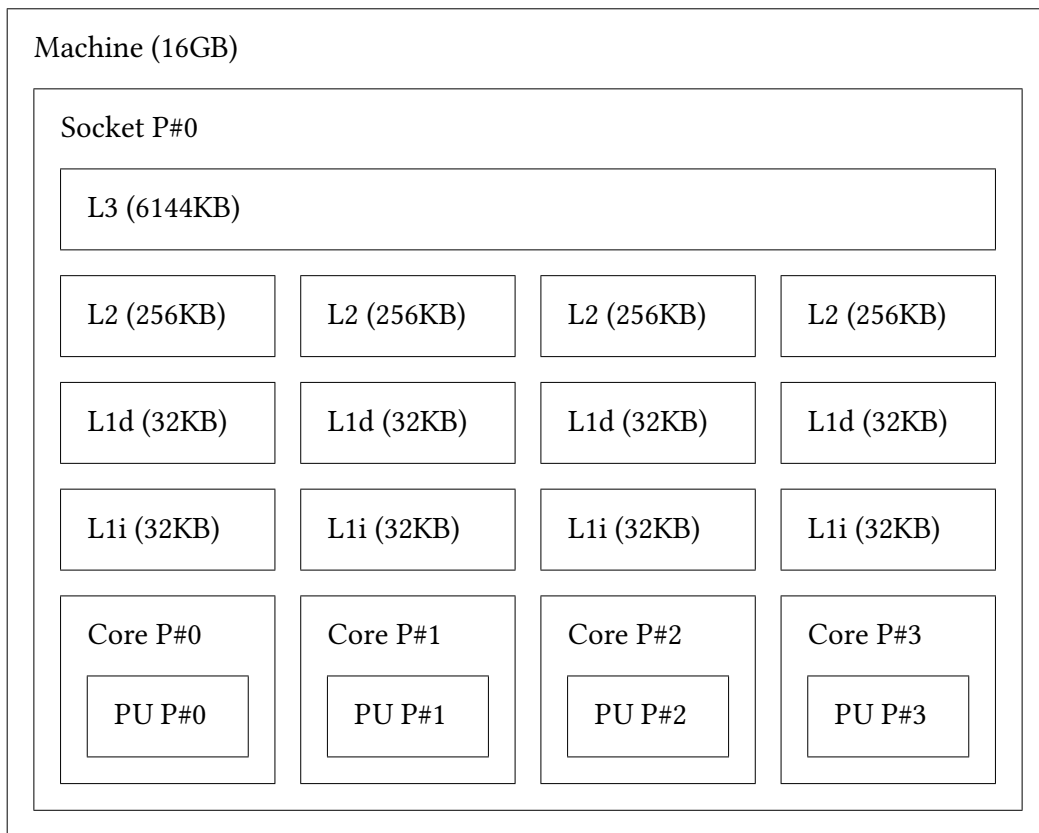 Machine (16GB)
Socket P#0
L3 (6144KB)
L2 (256KB) L2 (256KB) L2 (256KB) L2 (256KB)
L1d (32KB) L1d (32KB) L1d (32KB) L1d (32KB)
L1i (32KB) L1i (32KB) L1i (32KB) L1i (32KB)
Core P#0 Core P#1 Core P#2 Core P#3
PU P#0 PU P#1 PU P#2 PU P#3